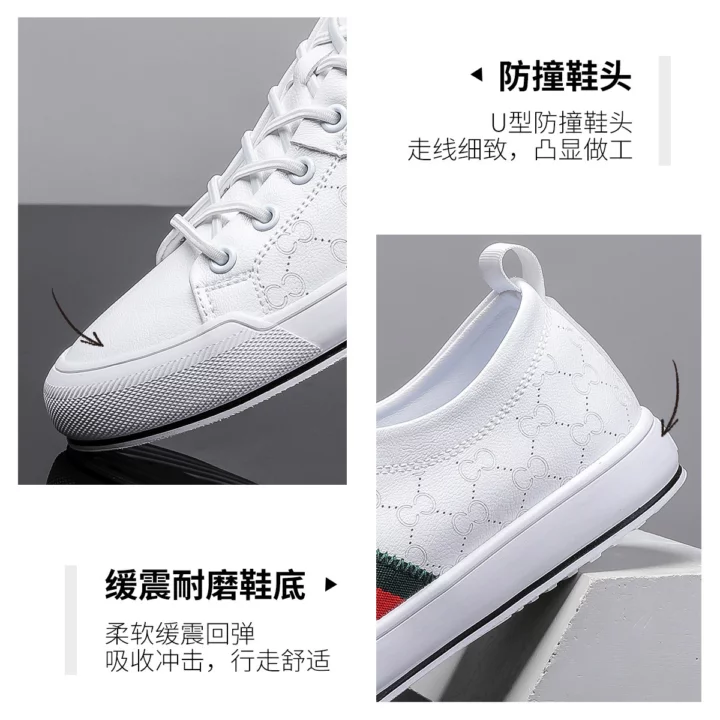 防撞鞋头
U型防撞鞋头
走线细致，凸显做工
缓震耐磨鞋底
柔软缓震回弹
吸收冲击，行走舒适